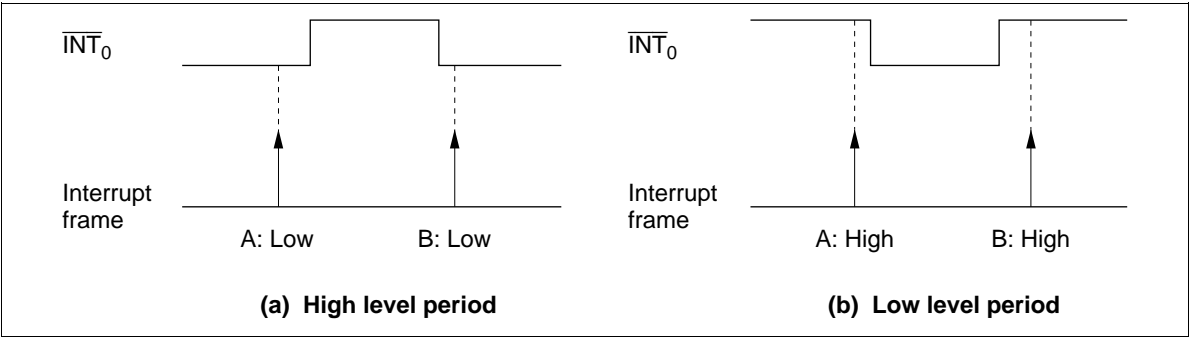 INT0
Interrupt
frame
A: Low B: Low
(a) High level period
INT0
Interrupt
frame
A: High B: High
(b) Low level period